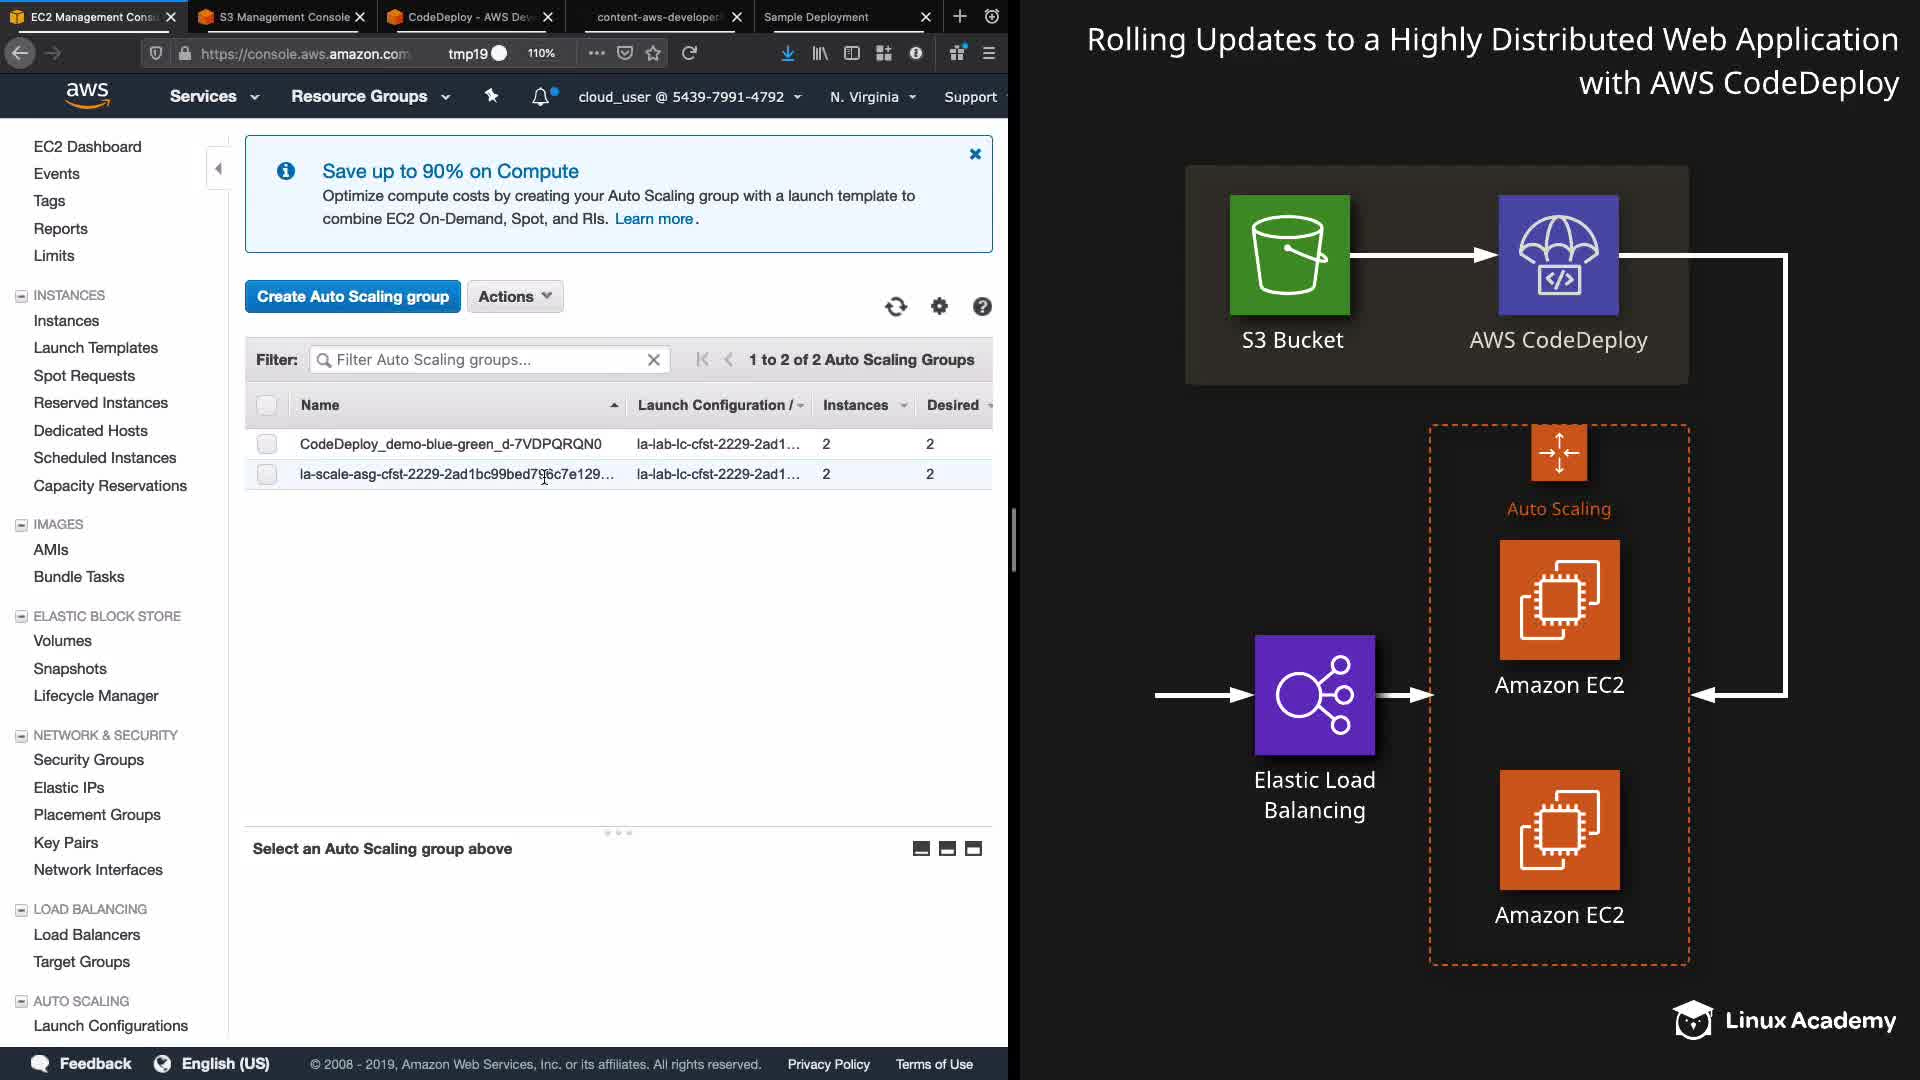 EC2 Management Cons
S3 Management Console
CodeDeploy - AWS Dev
content-aws-developer
Sample Deployment
https://console.aws.amazon.com
tmp19
110%
aws
Services
Resource Groups
cloud_user @ 5439-7991-4792
N. Virginia
Support
EC2 Dashboard
Events
Tags
Reports
Limits
INSTANCES
Instances
Launch Templates
Spot Requests
Reserved Instances
Dedicated Hosts
Scheduled Instances
Capacity Reservations
IMAGES
AMIs
Bundle Tasks
ELASTIC BLOCK STORE
Volumes
Snapshots
Lifecycle Manager
NETWORK & SECURITY
Security Groups
Elastic IPs
Placement Groups
Key Pairs
Network Interfaces
LOAD BALANCING
Load Balancers
Target Groups
AUTO SCALING
Launch Configurations
Save up to 90% on Compute
Optimize compute costs by creating your Auto Scaling group with a launch template to
combine EC2 On-Demand, Spot, and RIs. Learn more.
Create Auto Scaling group
Actions
Filter:
Filter Auto Scaling groups...
1 to 2 of 2 Auto Scaling Groups
Name
Launch Configuration /
Instances
Desired
CodeDeploy_demo-blue-green_d-7VDPQRQN0
la-lab-lc-cfst-2229-2ad1...
2
2
la-scale-asg-cfst-2229-2ad1bc99bed796c7e129...
la-lab-lc-cfst-2229-2ad1...
2
2
Select an Auto Scaling group above
Feedback
English (US)
© 2008 - 2019, Amazon Web Services, Inc. or its affiliates. All rights reserved.
Privacy Policy
Terms of Use
Rolling Updates to a Highly Distributed Web Application
with AWS CodeDeploy
S3 Bucket
AWS CodeDeploy
Auto Scaling
Amazon EC2
Elastic Load
Balancing
Amazon EC2
Linux Academy